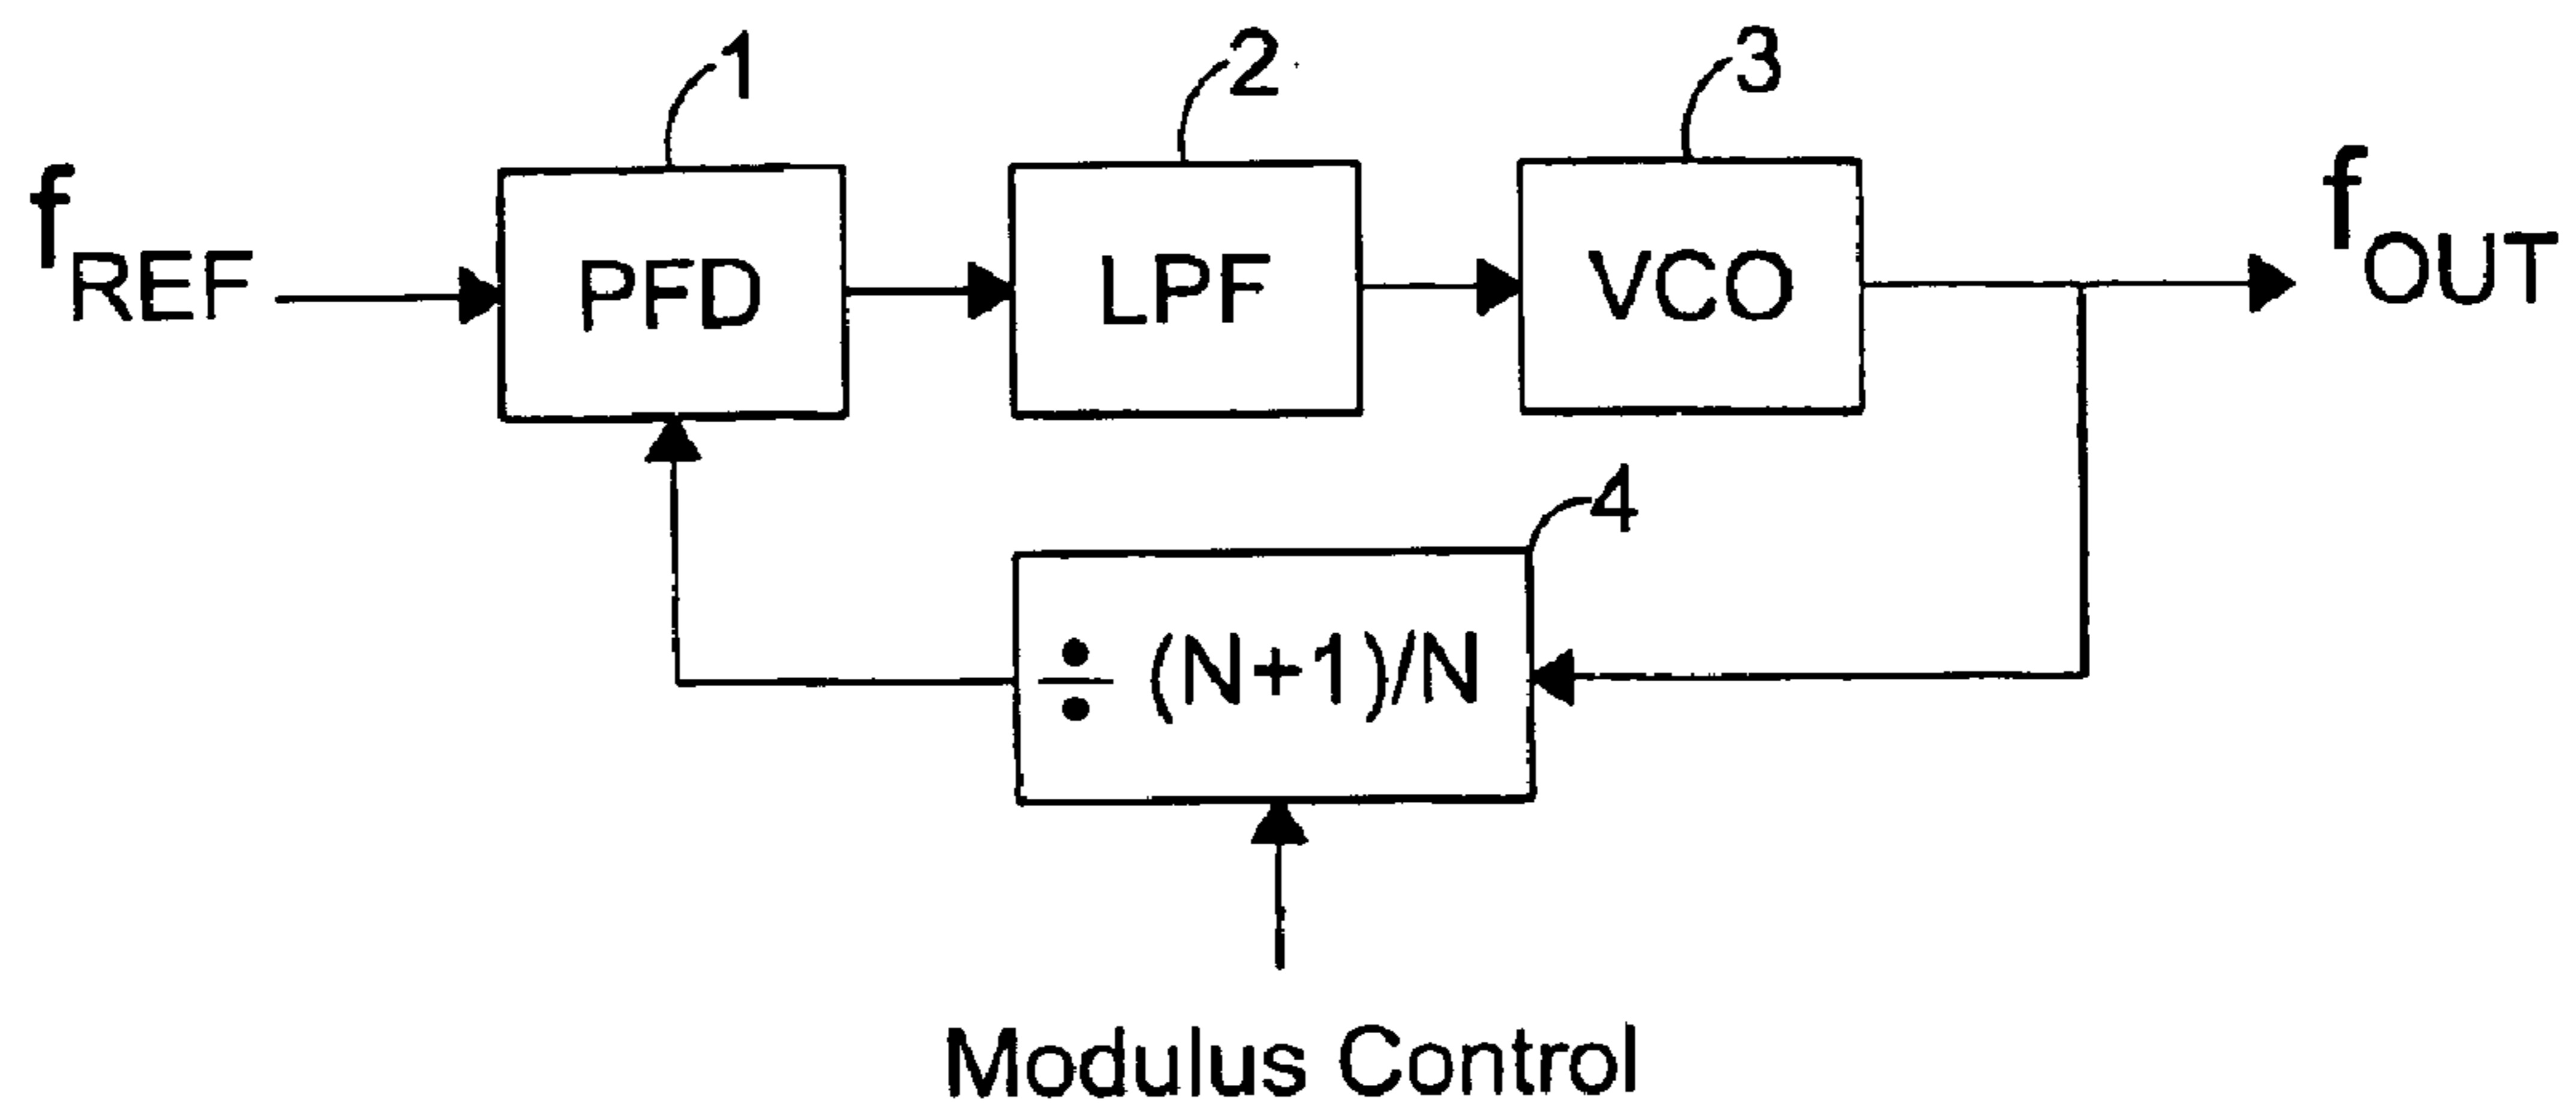 1 2 3
fREF PFD LPF VCO fOUT
4
÷ (N+1)/N
Modulus Control